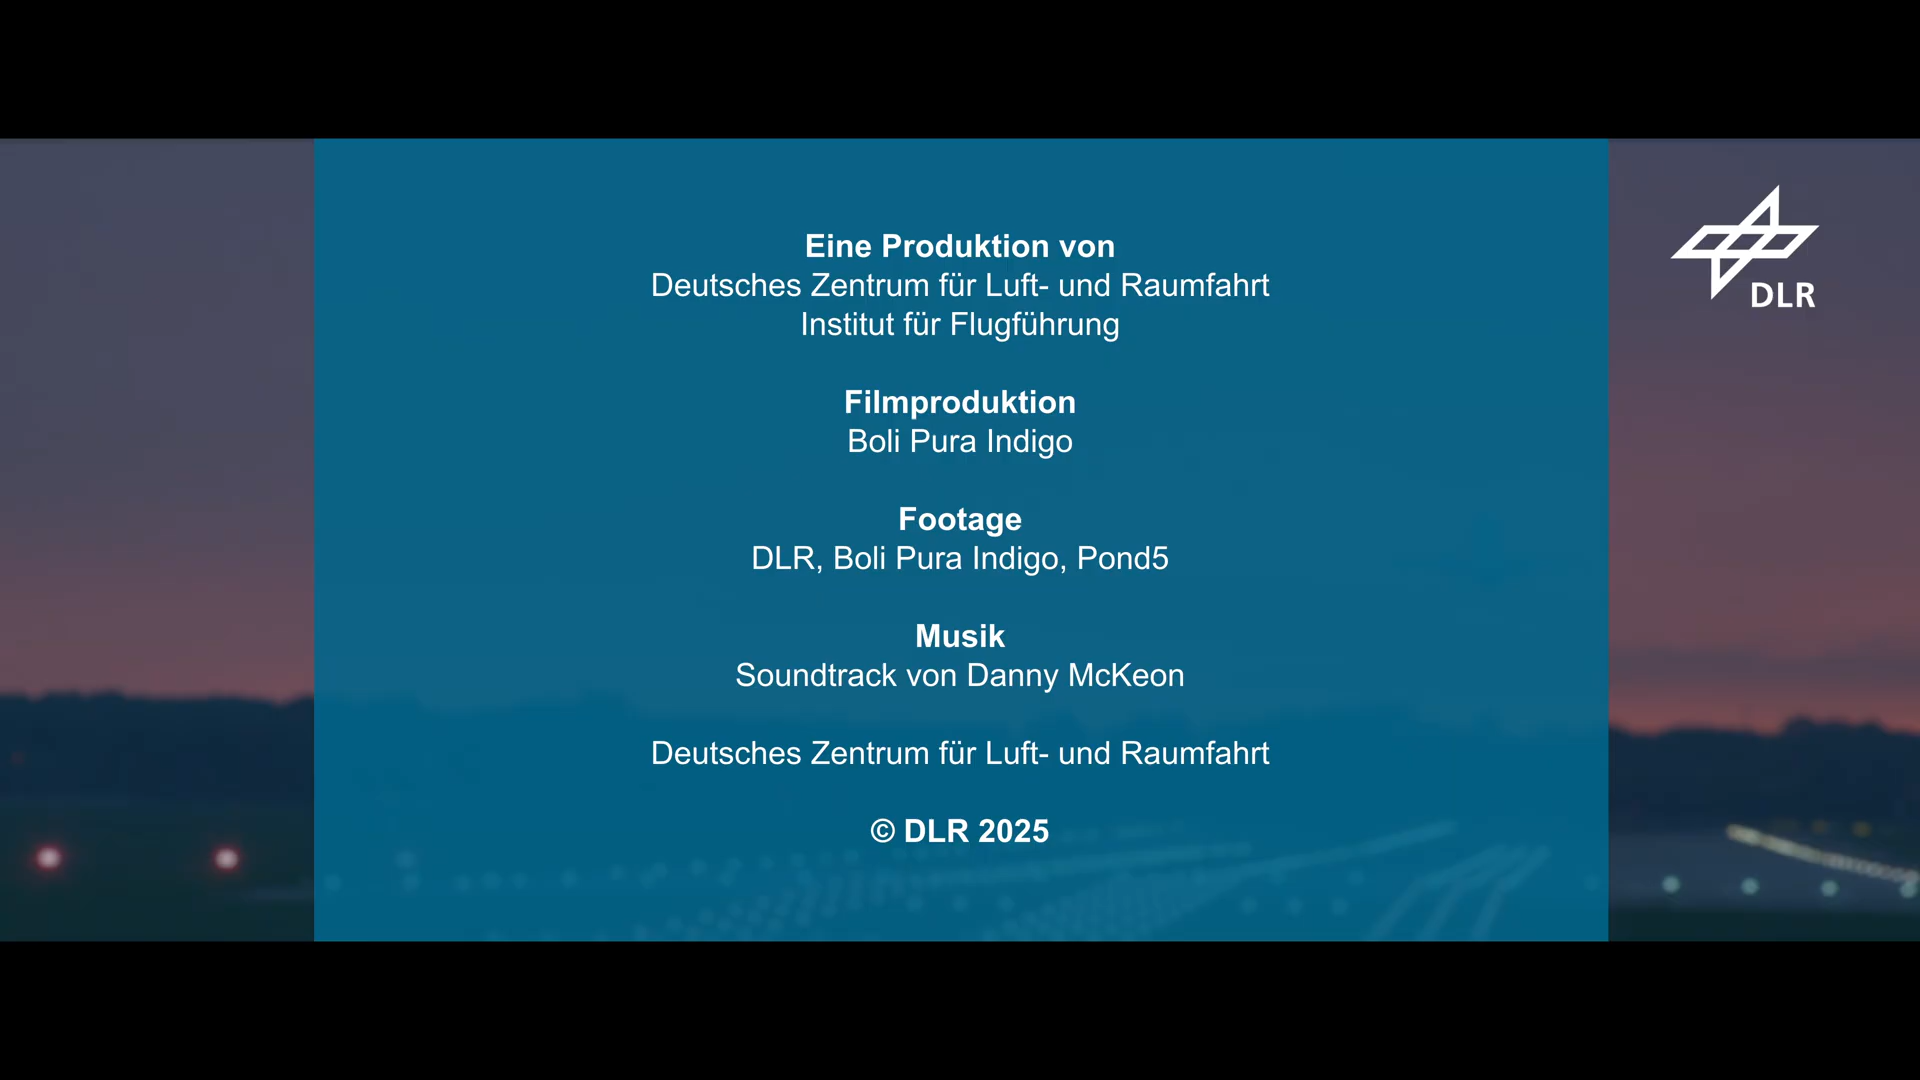 Eine Produktion von
Deutsches Zentrum für Luft- und Raumfahrt
Institut für Flugführung
Filmproduktion
Boli Pura Indigo
Footage
DLR, Boli Pura Indigo, Pond5
Musik
Soundtrack von Danny McKeon
Deutsches Zentrum für Luft- und Raumfahrt
© DLR 2025
DLR